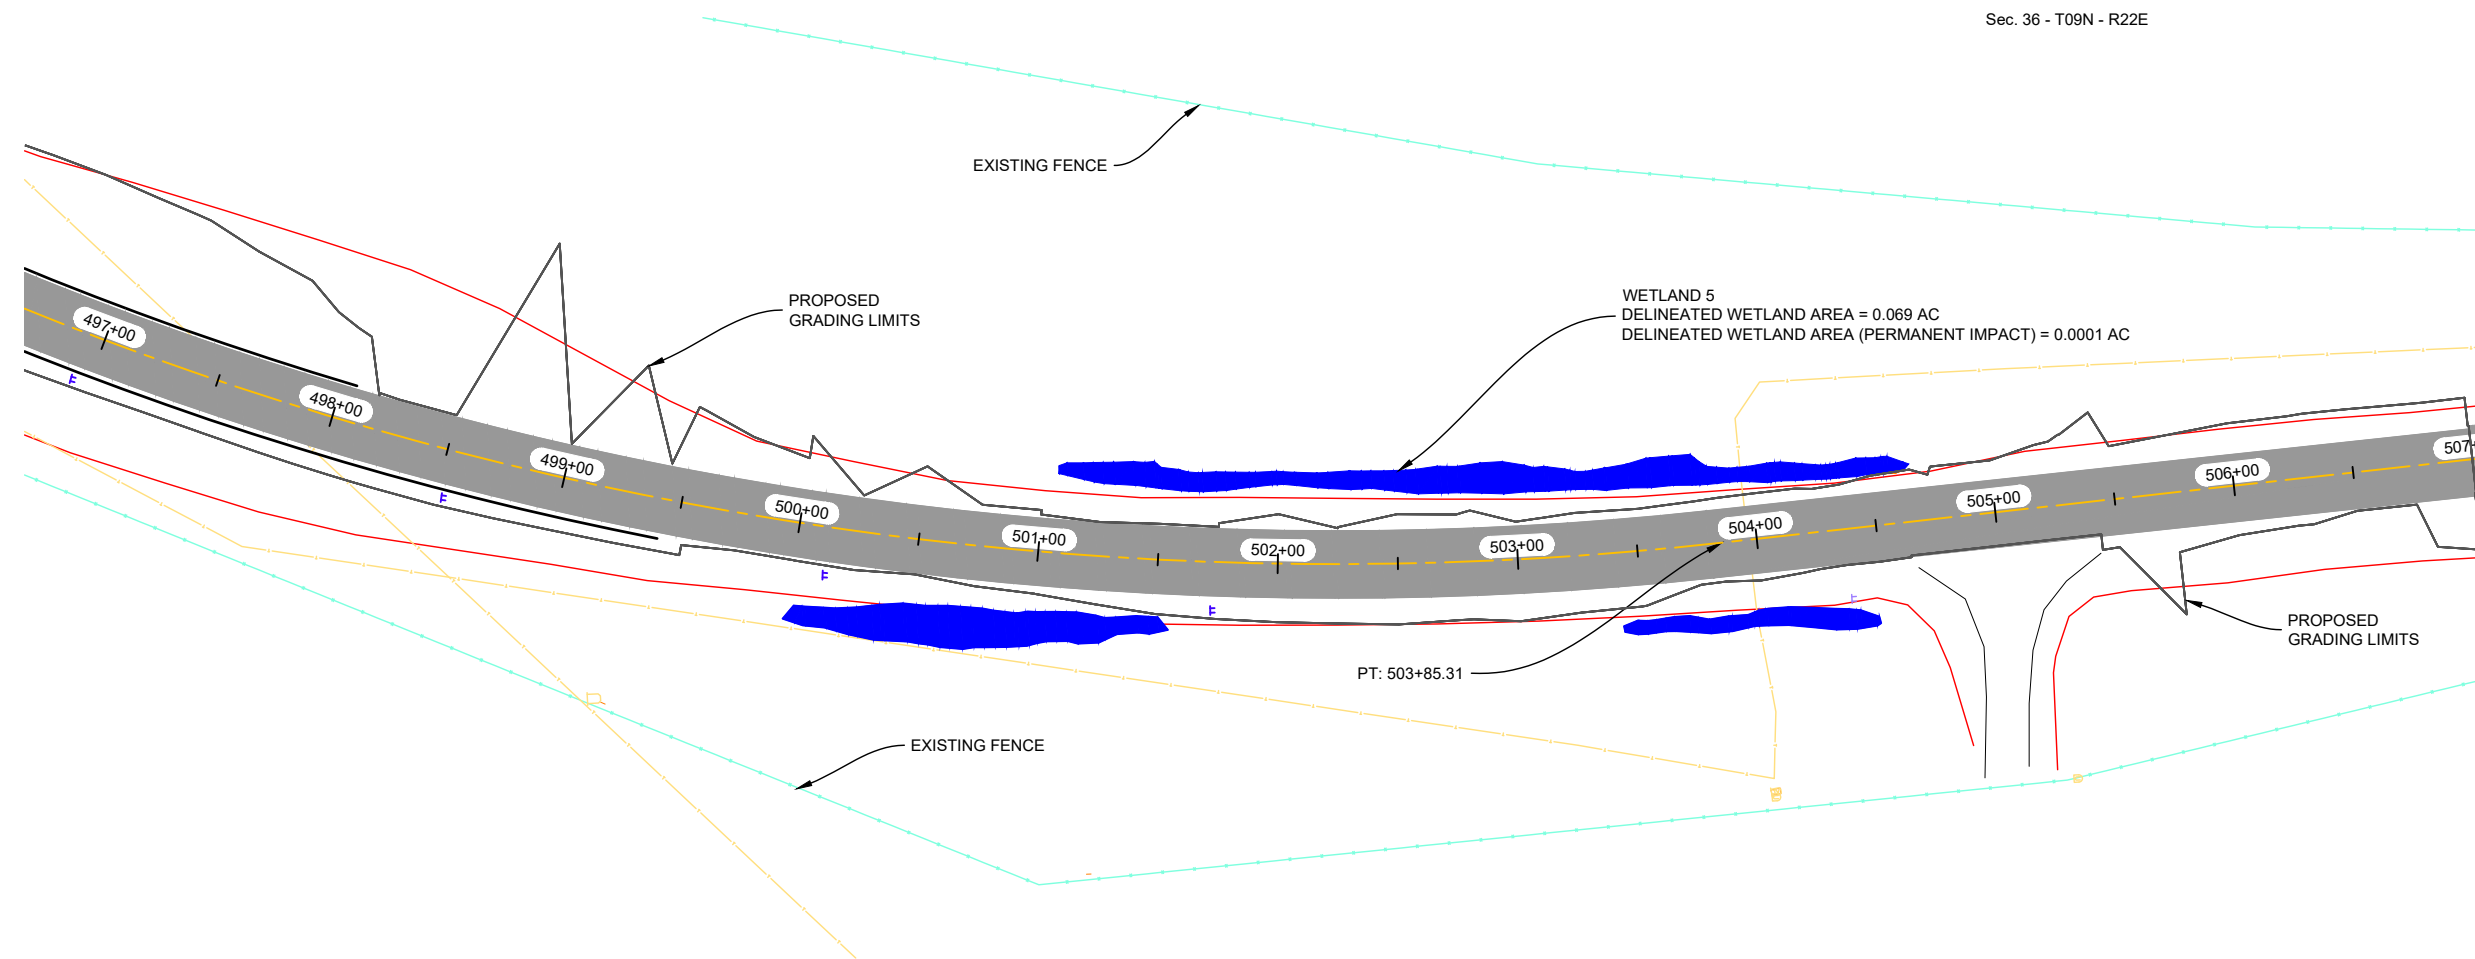 Sec. 36 - T09N - R22E
EXISTING FENCE
PROPOSED
GRADING LIMITS
WETLAND 5
DELINEATED WETLAND AREA = 0.069 AC
DELINEATED WETLAND AREA (PERMANENT IMPACT) = 0.0001 AC
497+00
498+00
499+00
500+00
501+00
502+00
503+00
504+00
505+00
506+00
507+
PT: 503+85.31
PROPOSED
GRADING LIMITS
EXISTING FENCE